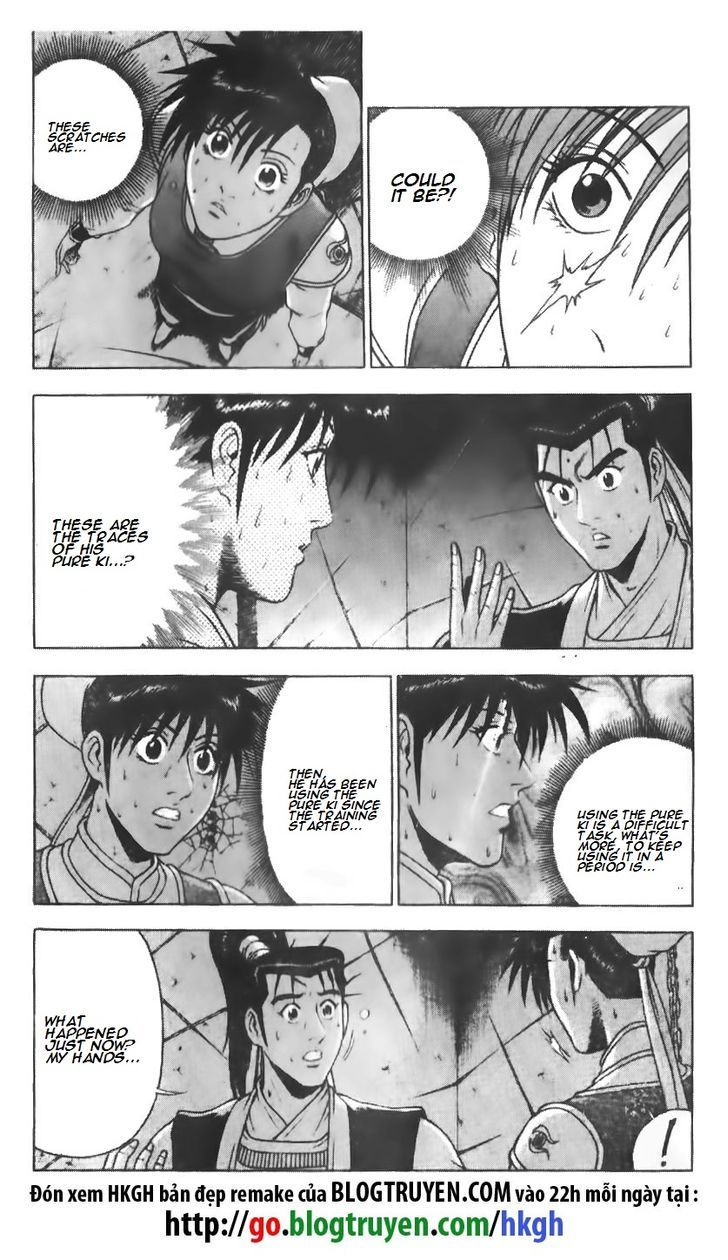 THESE
SCRATCHES
ARE...
COULD
IT BE?!
THESE ARE
THE TRACES
OF HIS
PURE KI...?
THEN,
HE HAS BEEN
USING THE
PURE KI SINCE
THE TRAINING
STARTED...
USING THE PURE
KI IS A DIFFICULT
TASK, WHAT'S
MORE, TO KEEP
USING IT IN A
PERIOD IS...
WHAT
HAPPENED
JUST NOW?
MY HANDS...
!
Đón xem HKGH bản đẹp remake của BLOGTRUYEN.COM vào 22h mỗi ngày tại :
http://go.blogtruyen.com/hkgh